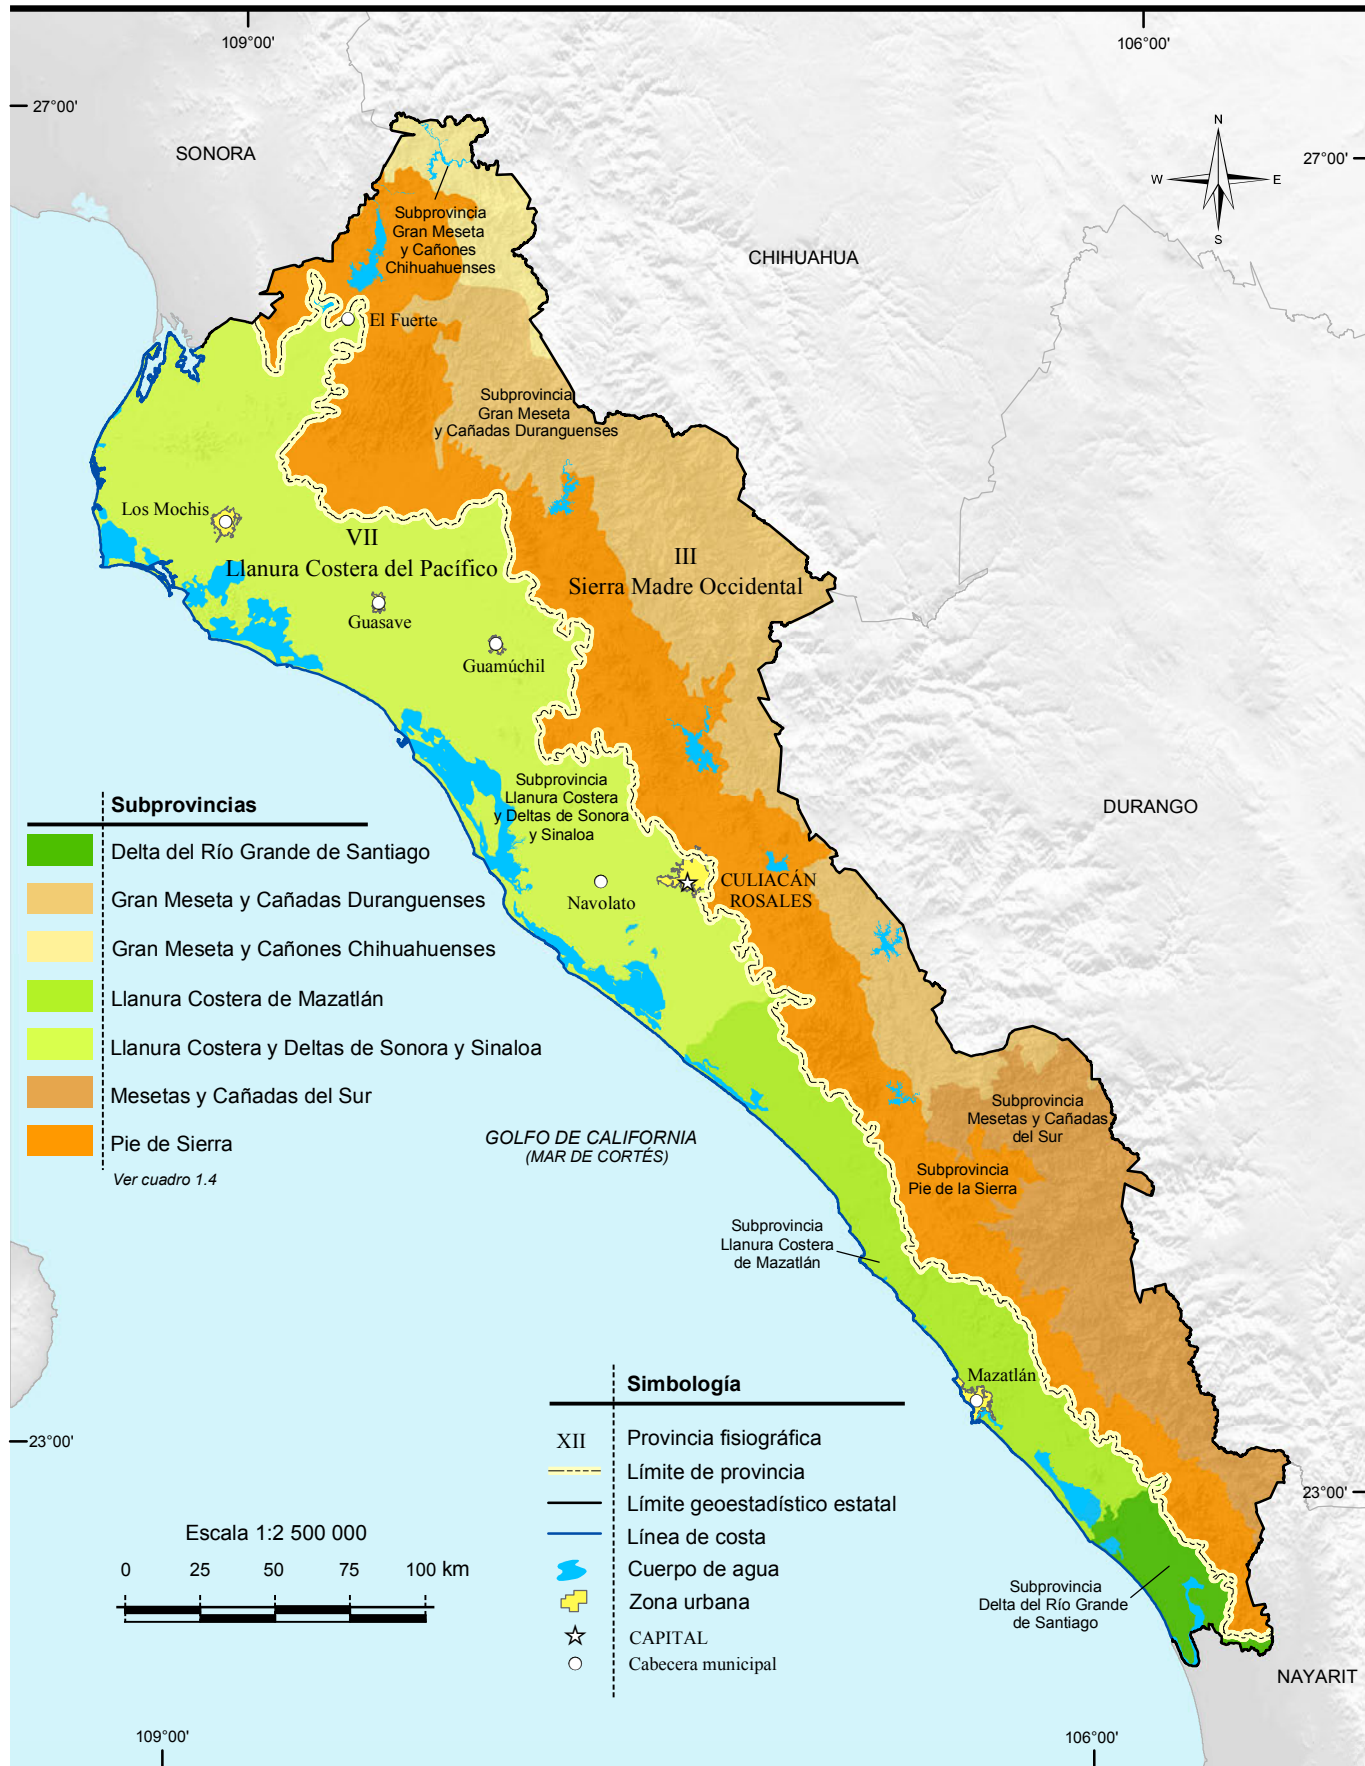 109°00'
106°00'
27°00'
27°00'
SONORA
N
W
E
S
CHIHUAHUA
Subprovincia
Gran Meseta
y Cañones
Chihuahuenses
El Fuerte
Subprovincia
Gran Meseta
y Cañadas Duranguenses
Los Mochis
VII
Llanura Costera del Pacífico
III
Sierra Madre Occidental
Guasave
Guamúchil
Subprovincia
Llanura Costera
y Deltas de Sonora
y Sinaloa
DURANGO
CULIACÁN
ROSALES
Navolato
Subprovincias
Delta del Río Grande de Santiago
Gran Meseta y Cañadas Duranguenses
Gran Meseta y Cañones Chihuahuenses
Llanura Costera de Mazatlán
Llanura Costera y Deltas de Sonora y Sinaloa
Mesetas y Cañadas del Sur
Pie de Sierra
Ver cuadro 1.4
GOLFO DE CALIFORNIA
(MAR DE CORTÉS)
Subprovincia
Mesetas y Cañadas
del Sur
Subprovincia
Pie de la Sierra
Subprovincia
Llanura Costera
de Mazatlán
Mazatlán
Simbología
XII Provincia fisiográfica
Límite de provincia
Límite geoestadístico estatal
Línea de costa
Cuerpo de agua
Zona urbana
CAPITAL
Cabecera municipal
23°00'
23°00'
Escala 1:2 500 000
0 25 50 75 100 km
Subprovincia
Delta del Río Grande
de Santiago
NAYARIT
109°00'
106°00'